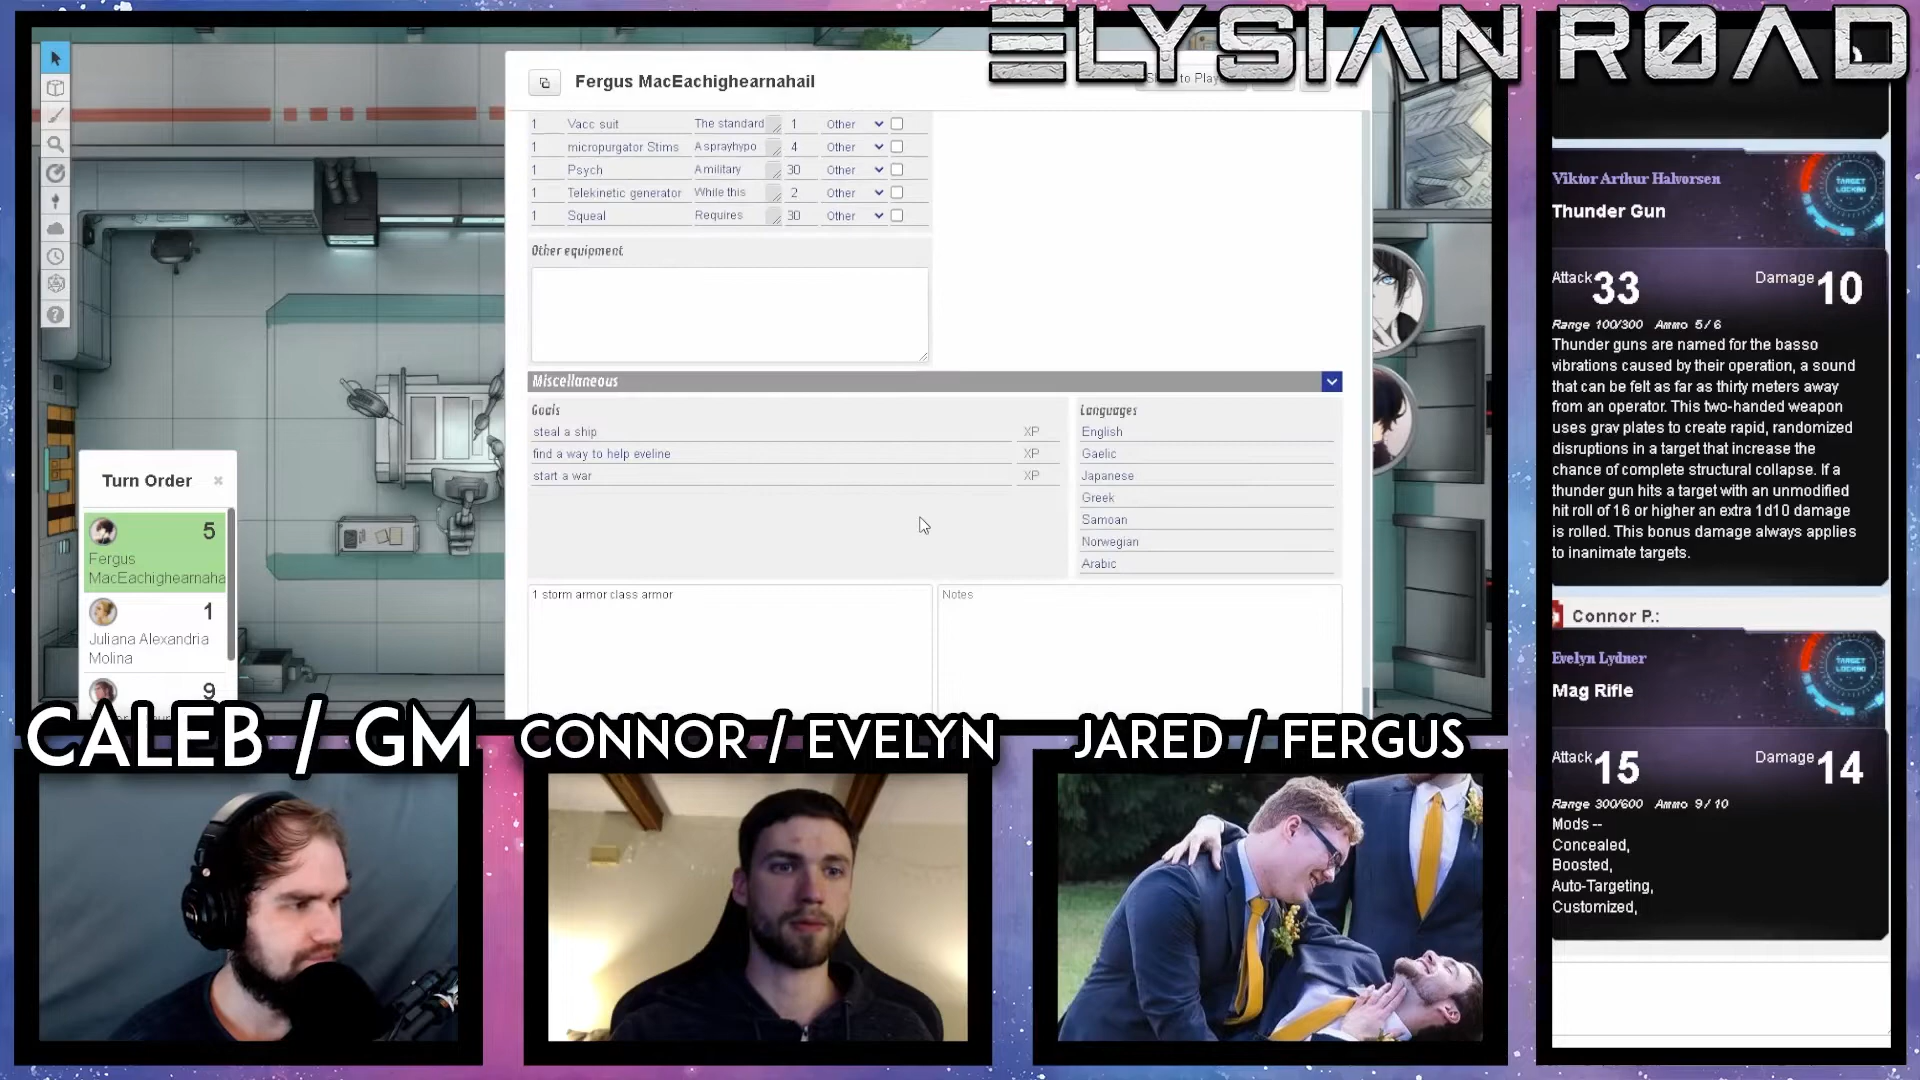 ELYSIAN ROAD
Fergus MacEachighearnahail
1 Vacc suit The standard 1 Other
1 micropurgator Stims A sprayhypo 4 Other
1 Psych A military 30 Other
1 Telekinetic generator While this 2 Other
1 Squeal Requires 30 Other
Other equipment
Miscellaneous
Goals
steal a ship XP
find a way to help eveline XP
start a war XP
Languages
English
Gaelic
Japanese
Greek
Samoan
Norwegian
Arabic
1 storm armor class armor
Notes
Turn Order
5
Fergus
MacEachighearnaha
1
Juliana Alexandria
Molina
9
Viktor Arthur Halvorsen
Thunder Gun
TARGET
LOCKED
Attack 33 Damage 10
Range 100/300 Ammo 5/6
Thunder guns are named for the basso
vibrations caused by their operation, a sound
that can be felt as far as thirty meters away
from an operator. This two-handed weapon
uses grav plates to create rapid, randomized
disruptions in a target that increase the
chance of complete structural collapse. If a
thunder gun hits a target with an unmodified
hit roll of 16 or higher an extra 1d10 damage
is rolled. This bonus damage always applies
to inanimate targets.
Connor P.:
Evelyn Lydner
Mag Rifle
TARGET
LOCKED
Attack 15 Damage 14
Range 300/600 Ammo 9/10
Mods --
Concealed,
Boosted,
Auto-Targeting,
Customized,
CALEB / GM
CONNOR / EVELYN
JARED / FERGUS